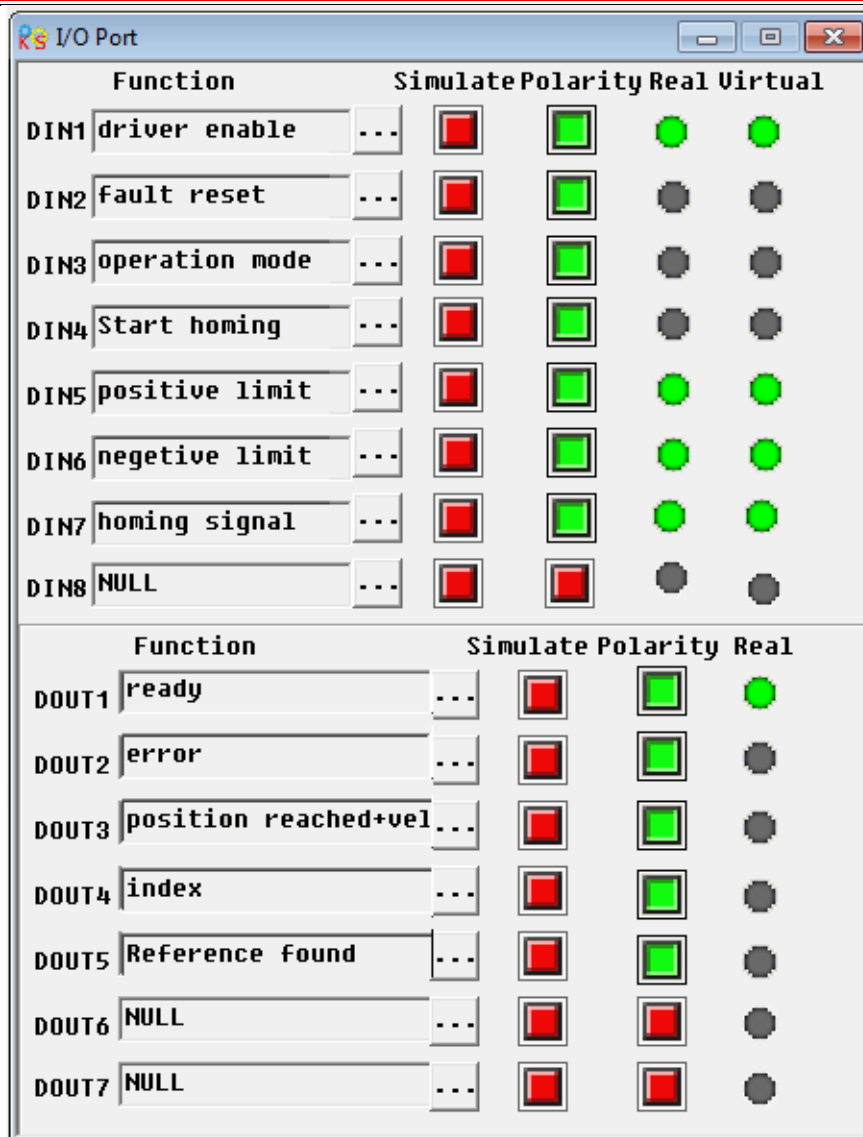 I/O Port
Function Simulate Polarity Real Virtual
DIN1 driver enable ...
DIN2 fault reset ...
DIN3 operation mode ...
DIN4 Start homing ...
DIN5 positive limit ...
DIN6 negetive limit ...
DIN7 homing signal ...
DIN8 NULL ...
Function Simulate Polarity Real
DOUT1 ready ...
DOUT2 error ...
DOUT3 position reached+vel ...
DOUT4 index ...
DOUT5 Reference found ...
DOUT6 NULL ...
DOUT7 NULL ...